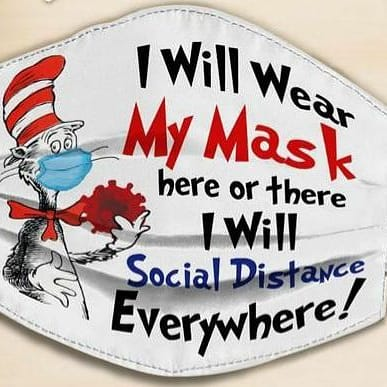 I Will Wear
My Mask
here or there
I Will
Social Distance
Everywhere!